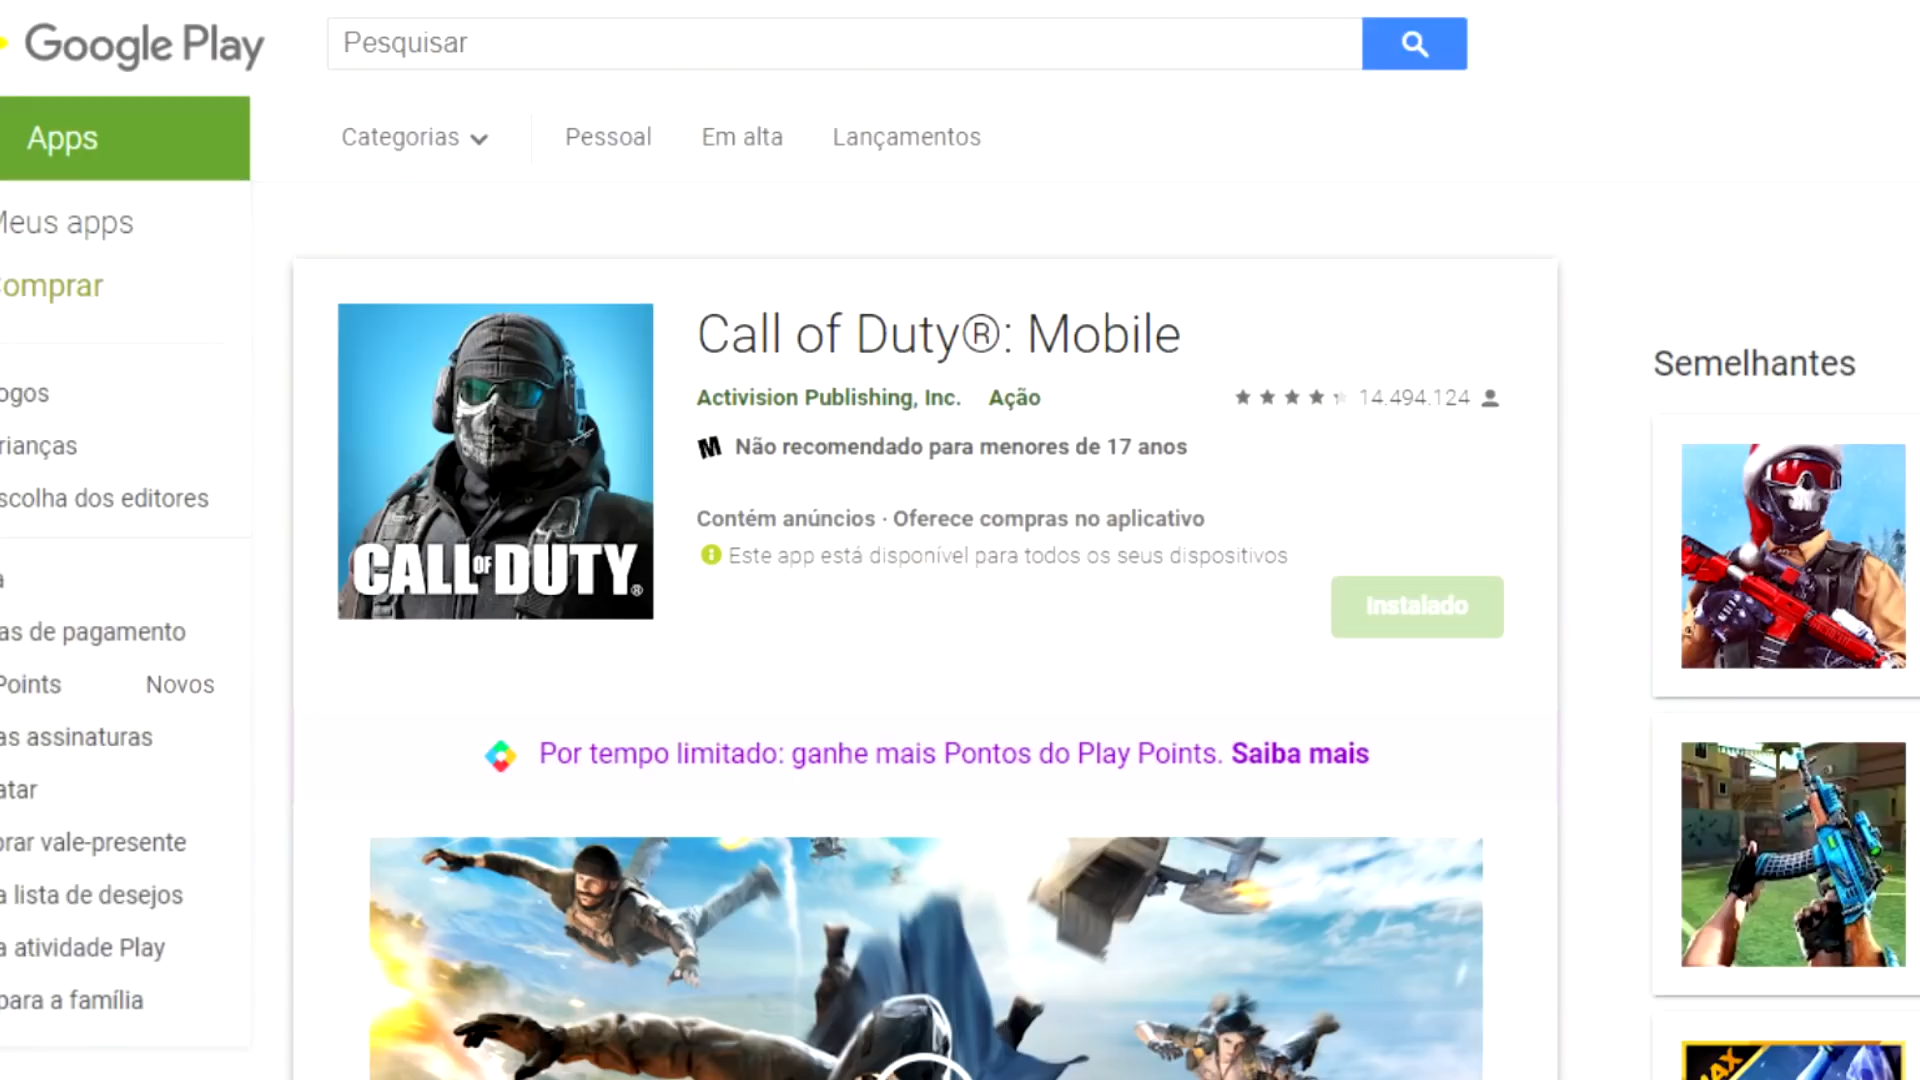 Google Play
Pesquisar
Apps
Categorias
Pessoal
Em alta
Lançamentos
Meus apps
Comprar
ogos
rianças
scolha dos editores
a
as de pagamento
Points Novos
as assinaturas
atar
orar vale-presente
a lista de desejos
a atividade Play
para a família
CALL OF DUTY®
Call of Duty®: Mobile
Activision Publishing, Inc. Ação
14.494.124
Não recomendado para menores de 17 anos
Contém anúncios · Oferece compras no aplicativo
Este app está disponível para todos os seus dispositivos
Instalado
Por tempo limitado: ganhe mais Pontos do Play Points. Saiba mais
Semelhantes
MAX